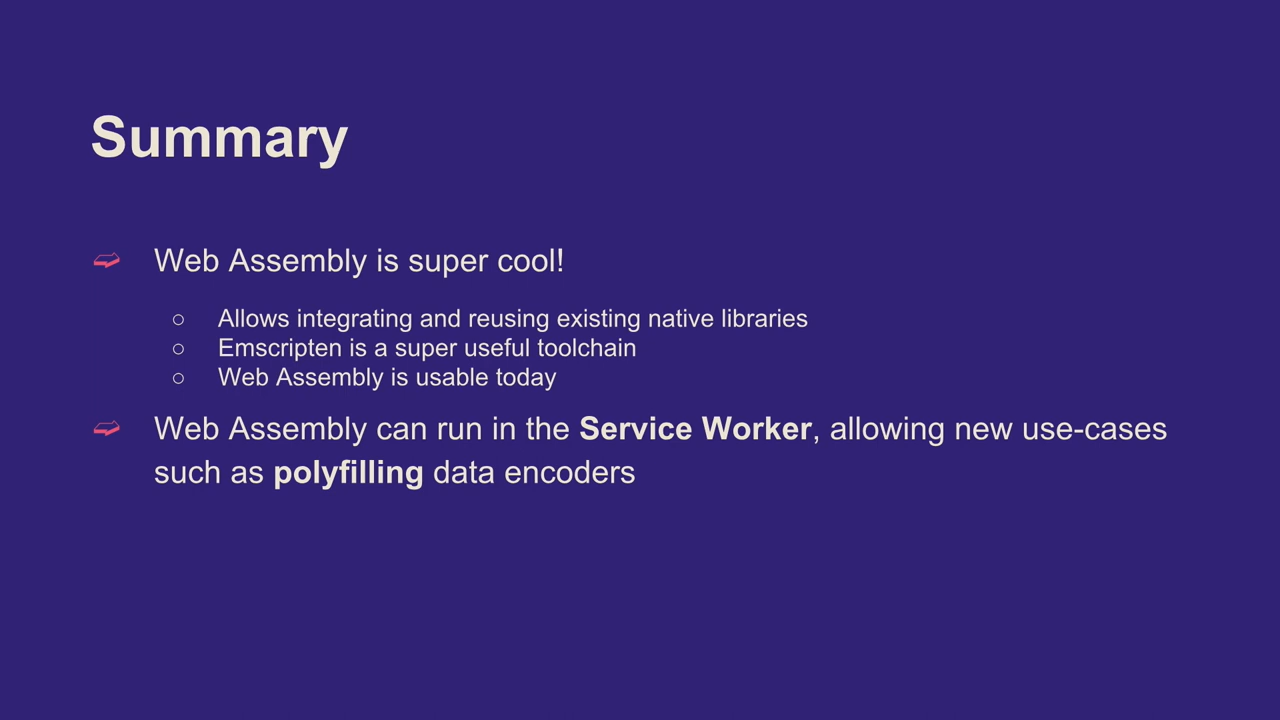 Summary
➫ Web Assembly is super cool!
○ Allows integrating and reusing existing native libraries
○ Emscripten is a super useful toolchain
○ Web Assembly is usable today
➫ Web Assembly can run in the Service Worker, allowing new use-cases
such as polyfilling data encoders